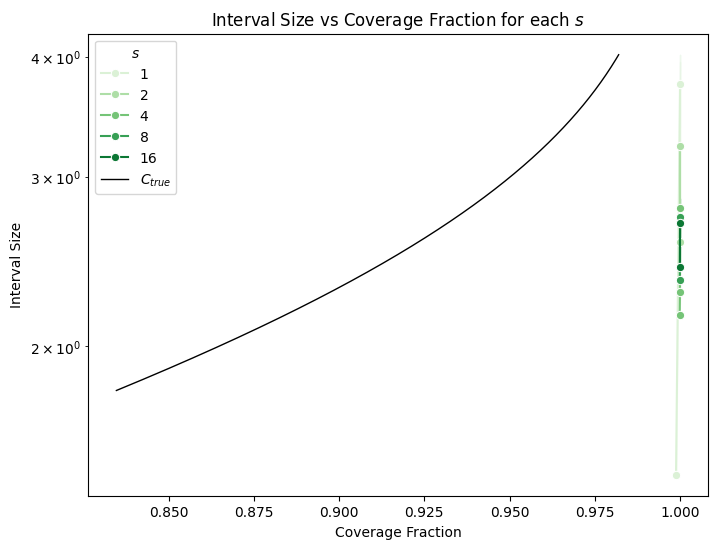 Interval Size vs Coverage Fraction for each s
4 × 10⁰
3 × 10⁰
2 × 10⁰
Interval Size
s
1
2
4
8
16
C_true
0.850 0.875 0.900 0.925 0.950 0.975 1.000
Coverage Fraction